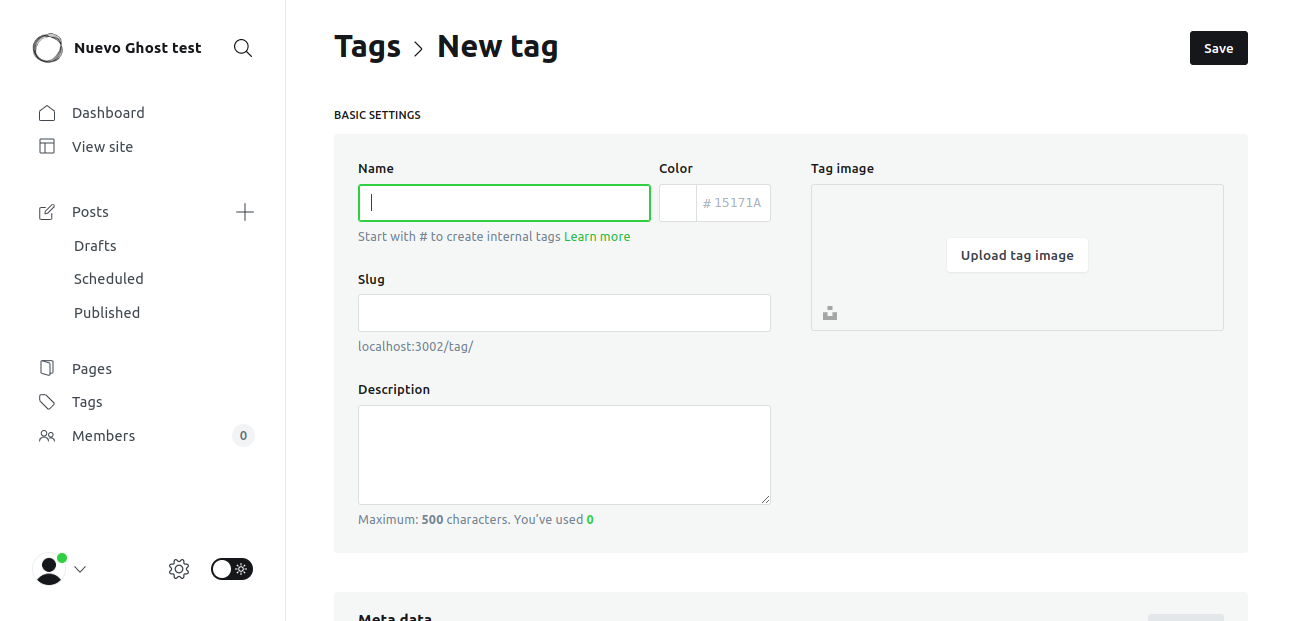 Nuevo Ghost test
Dashboard
View site
Posts
Drafts
Scheduled
Published
Pages
Tags
Members 0
Tags > New tag
Save
BASIC SETTINGS
Name
Color
# 15171A
Start with # to create internal tags Learn more
Slug
localhost:3002/tag/
Description
Maximum: 500 characters. You've used 0
Tag image
Upload tag image
Meta data